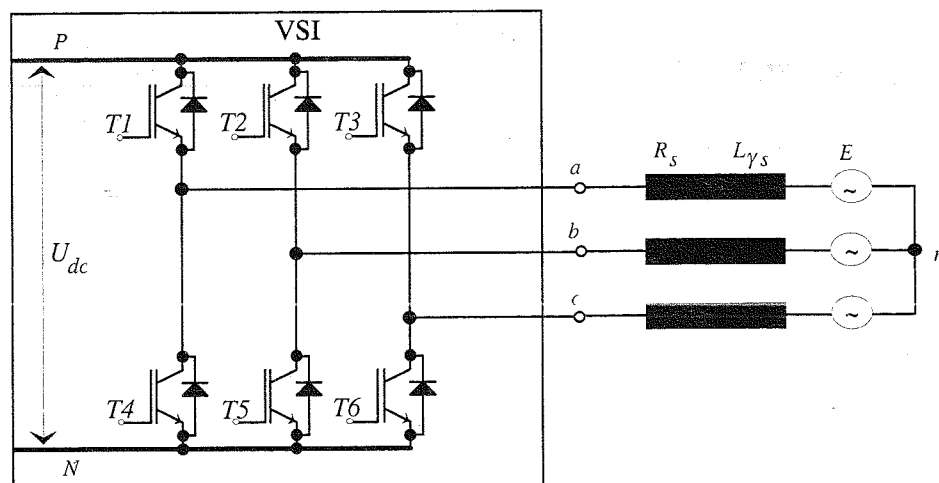 VSI
P
T1
T2
T3
a
R_s
L_γs
E
~
b
~
U_dc
c
~
T4
T5
T6
N